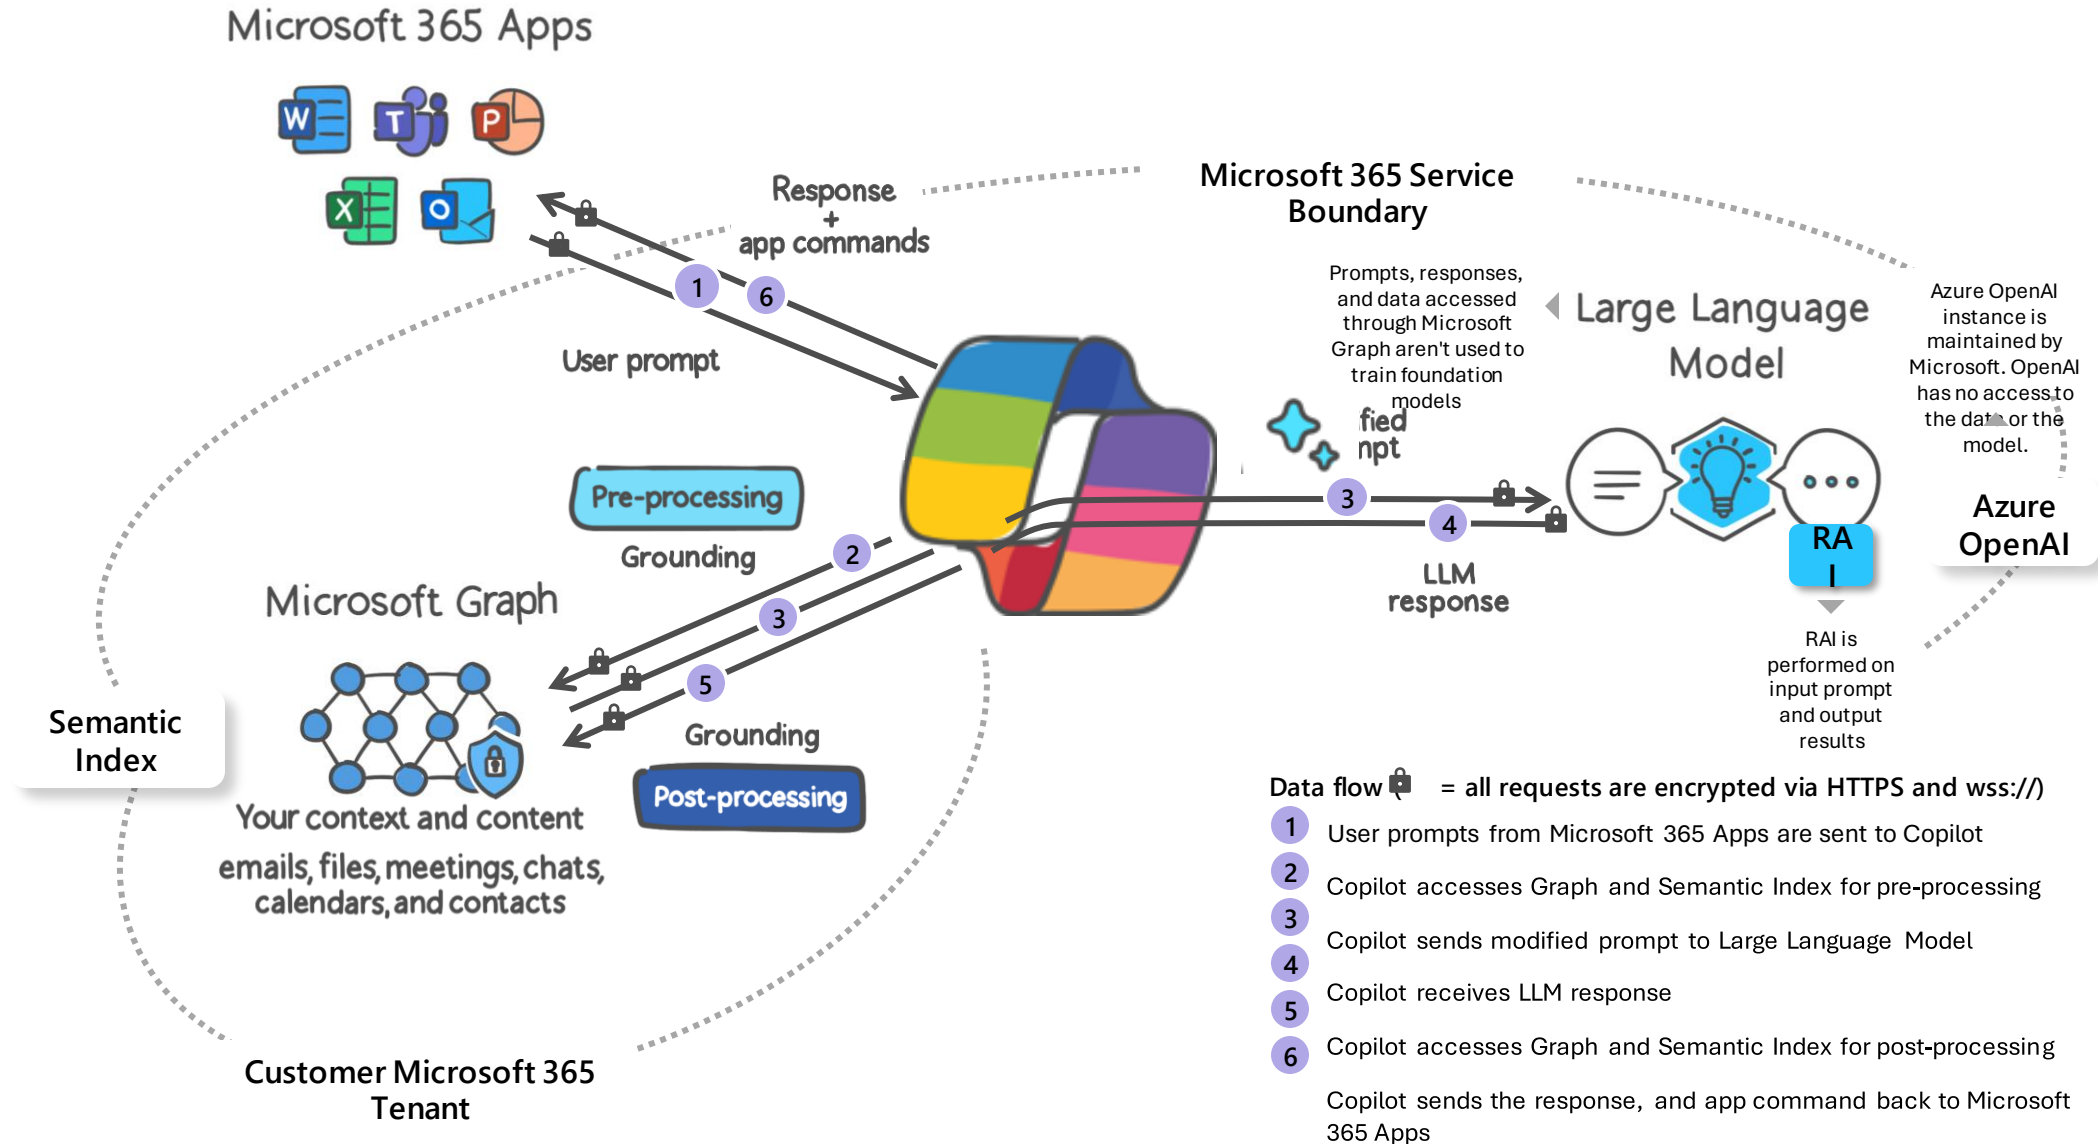 Microsoft 365 Apps
W
T
P
X
O
Response
+
app commands
1
6
User prompt
Microsoft 365 Service
Boundary
Prompts, responses,
and data accessed
through Microsoft
Graph aren't used to
train foundation
models
Large Language
Model
Azure OpenAI
instance is
maintained by
Microsoft. OpenAI
has no access to
the data or the
model.
fied
npt
3
4
LLM
response
RA
I
Azure
OpenAI
RAI is
performed on
input prompt
and output
results
Pre-processing
Grounding
2
3
5
Microsoft Graph
Grounding
Post-processing
Semantic
Index
Your context and content
emails, files, meetings, chats,
calendars, and contacts
Customer Microsoft 365
Tenant
Data flow ( = all requests are encrypted via HTTPS and wss://)
1 User prompts from Microsoft 365 Apps are sent to Copilot
2 Copilot accesses Graph and Semantic Index for pre-processing
3 Copilot sends modified prompt to Large Language Model
4 Copilot receives LLM response
5 Copilot accesses Graph and Semantic Index for post-processing
6 Copilot sends the response, and app command back to Microsoft
365 Apps